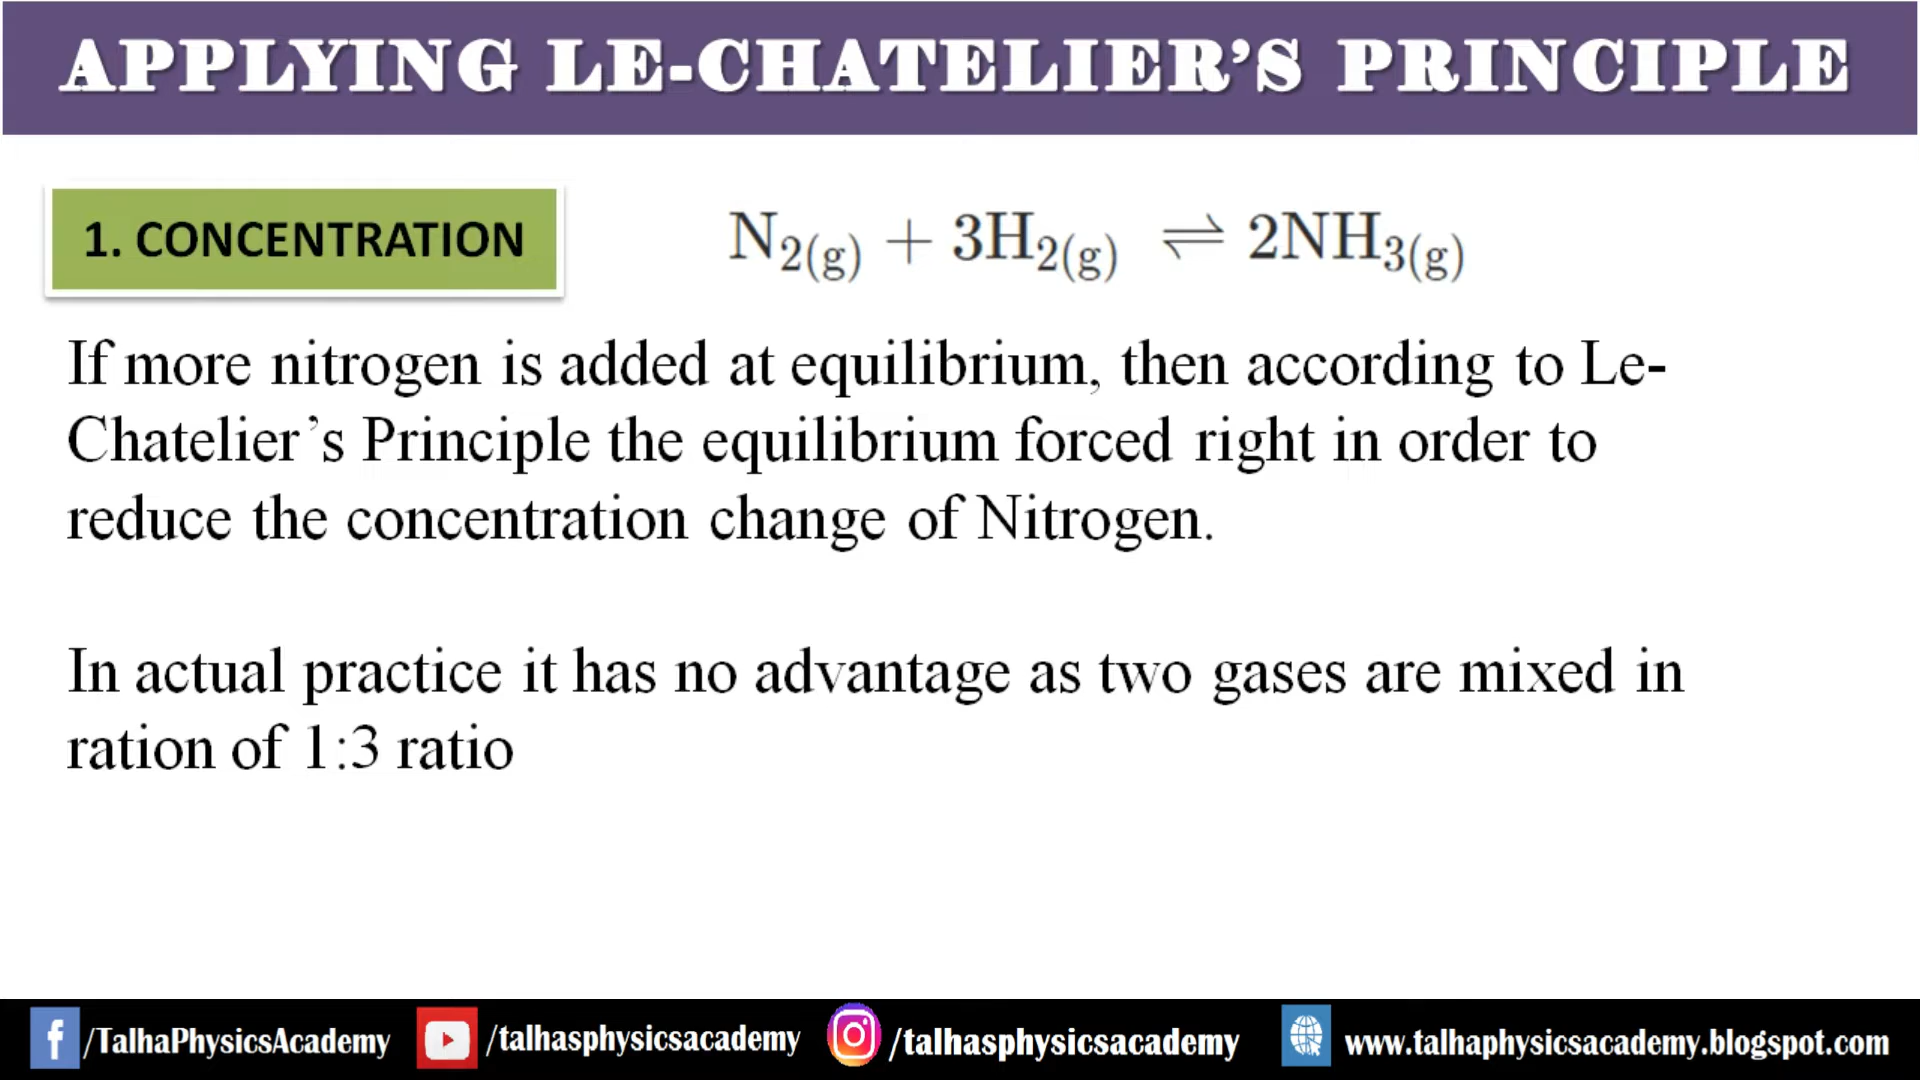 APPLYING LE-CHATELIER’S PRINCIPLE
1. CONCENTRATION
N₂(g) + 3H₂(g) ⇌ 2NH₃(g)
If more nitrogen is added at equilibrium, then according to Le-
Chatelier’s Principle the equilibrium forced right in order to
reduce the concentration change of Nitrogen.
In actual practice it has no advantage as two gases are mixed in
ration of 1:3 ratio
/TalhaPhysicsAcademy /talhasphysicsacademy /talhasphysicsacademy www.talhaphysicsacademy.blogspot.com